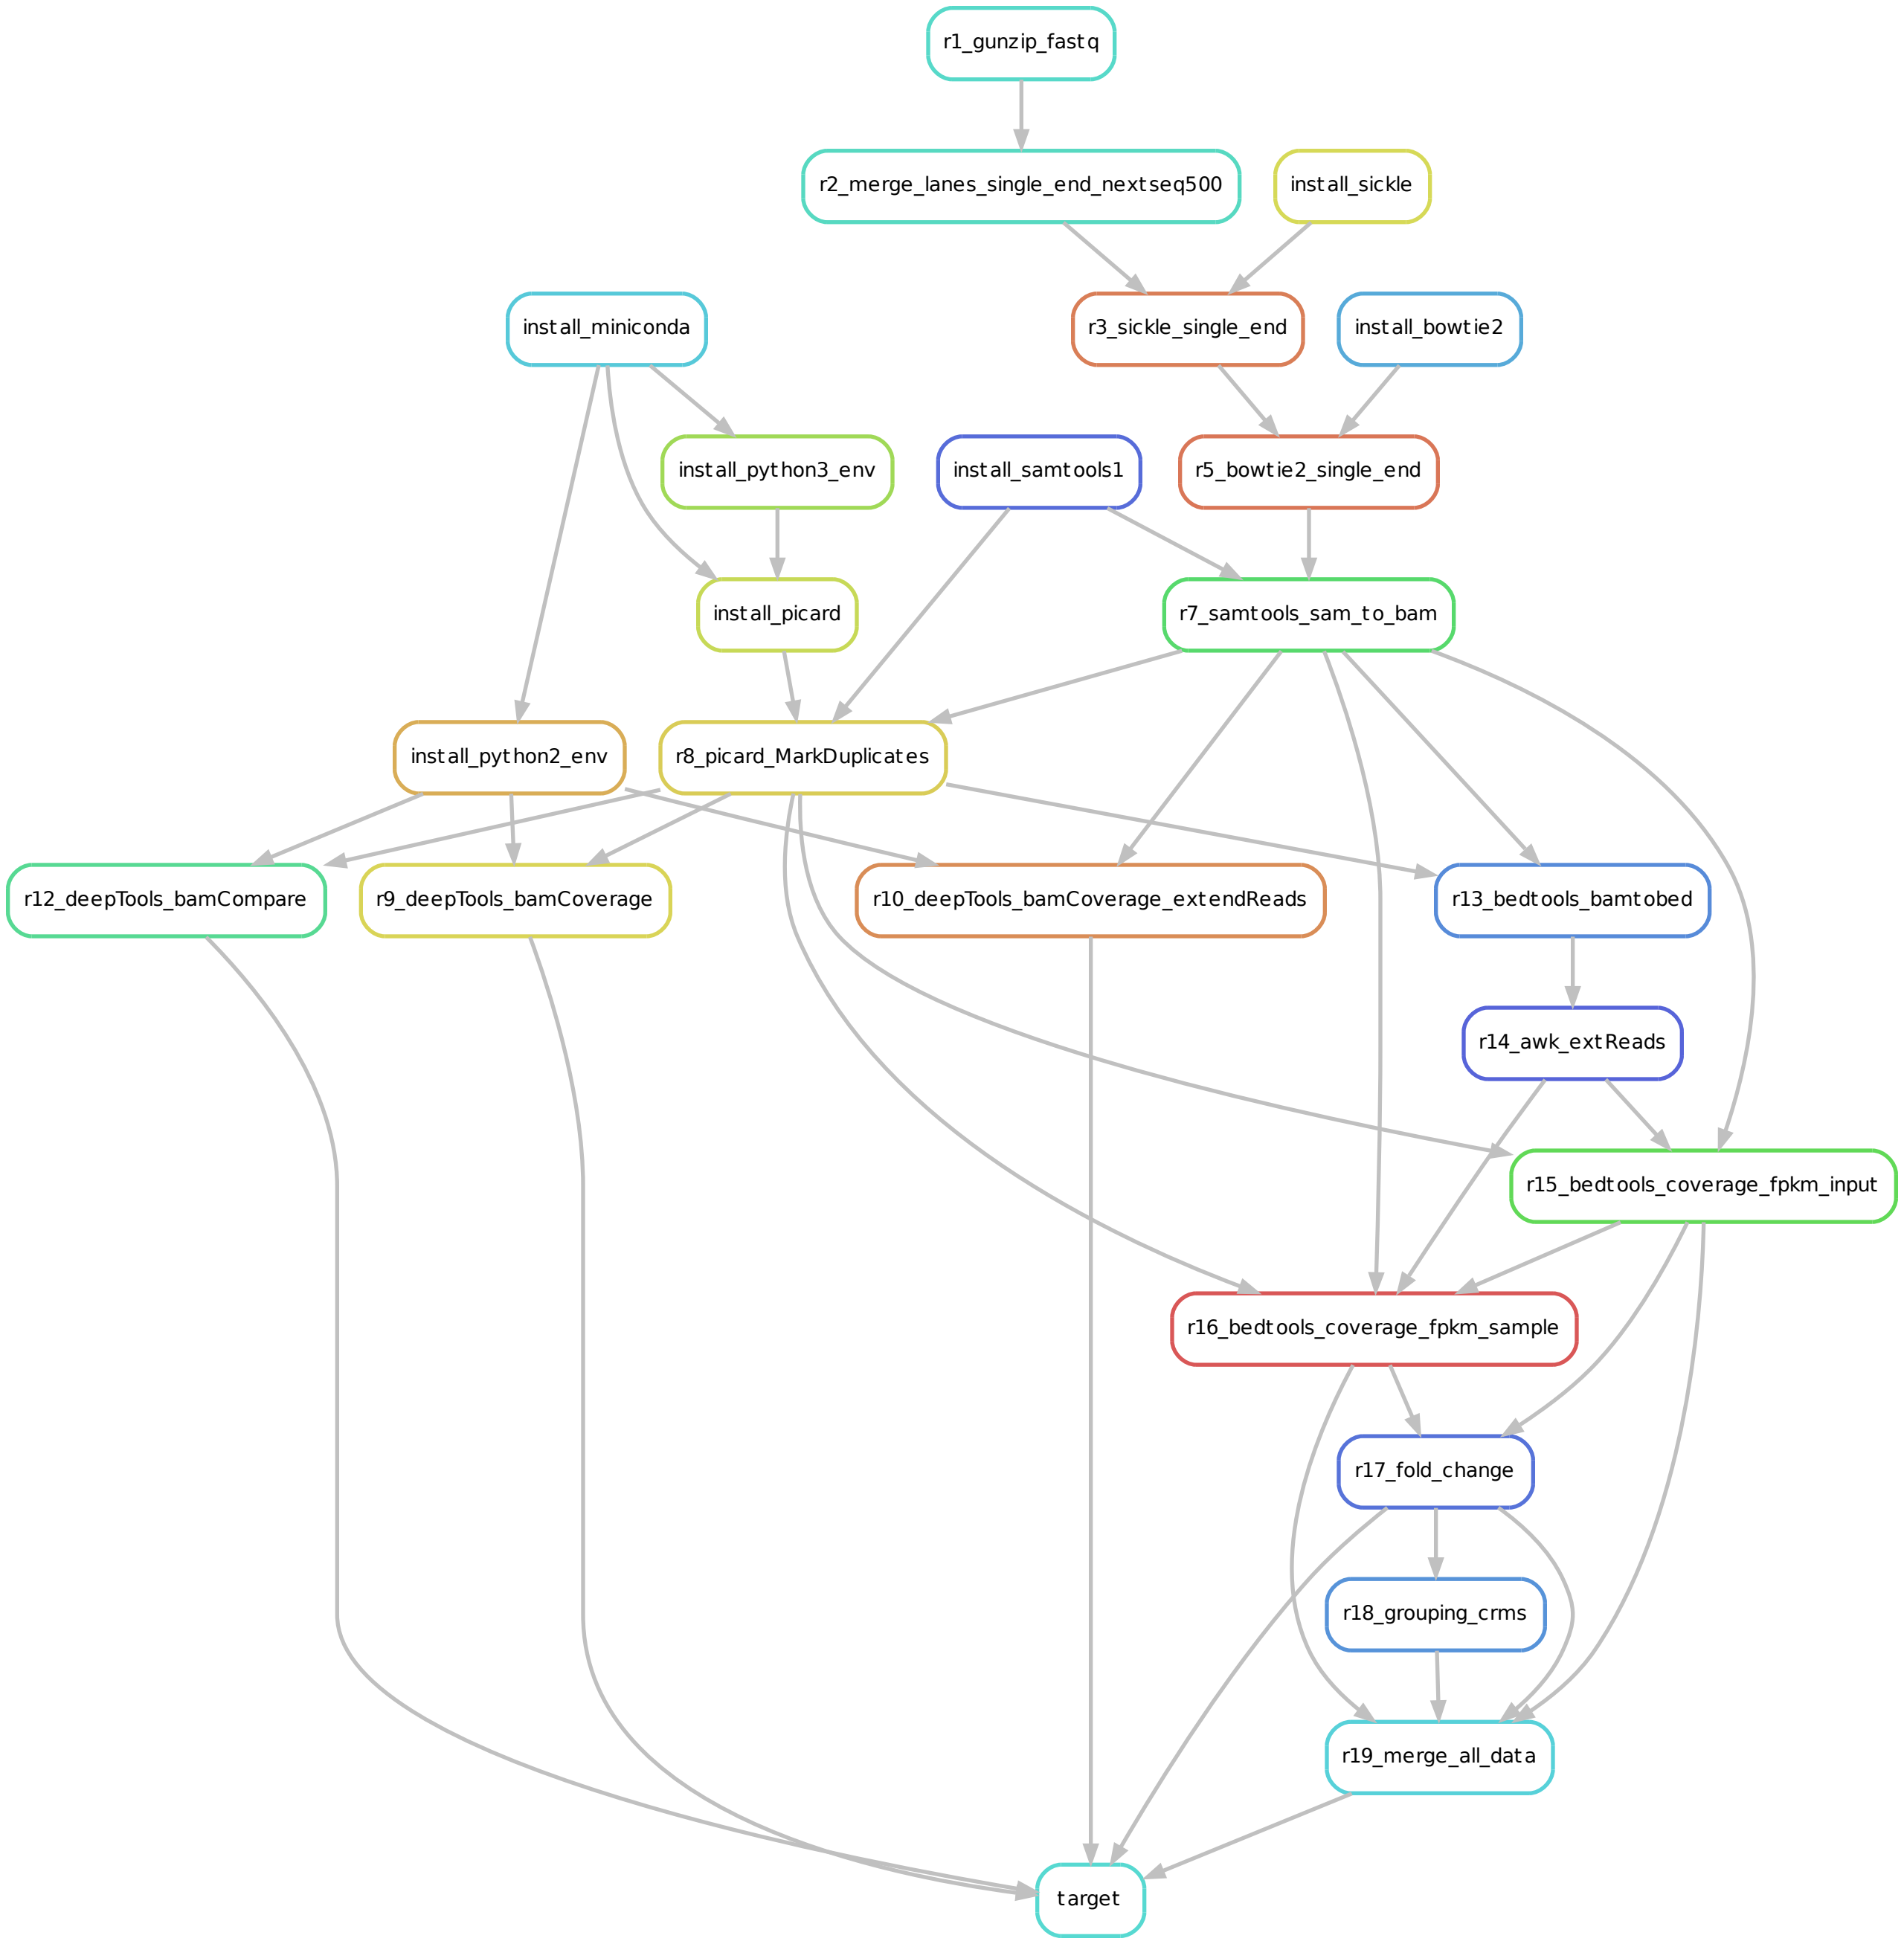 r1_gunzip_fastq
r2_merge_lanes_single_end_nextseq500
install_sickle
install_miniconda
r3_sickle_single_end
install_bowtie2
install_python3_env
install_samtools1
r5_bowtie2_single_end
install_picard
r7_samtools_sam_to_bam
install_python2_env
r8_picard_MarkDuplicates
r12_deepTools_bamCompare
r9_deepTools_bamCoverage
r10_deepTools_bamCoverage_extendReads
r13_bedtools_bamtobed
r14_awk_extReads
r15_bedtools_coverage_fpkm_input
r16_bedtools_coverage_fpkm_sample
r17_fold_change
r18_grouping_crms
r19_merge_all_data
target